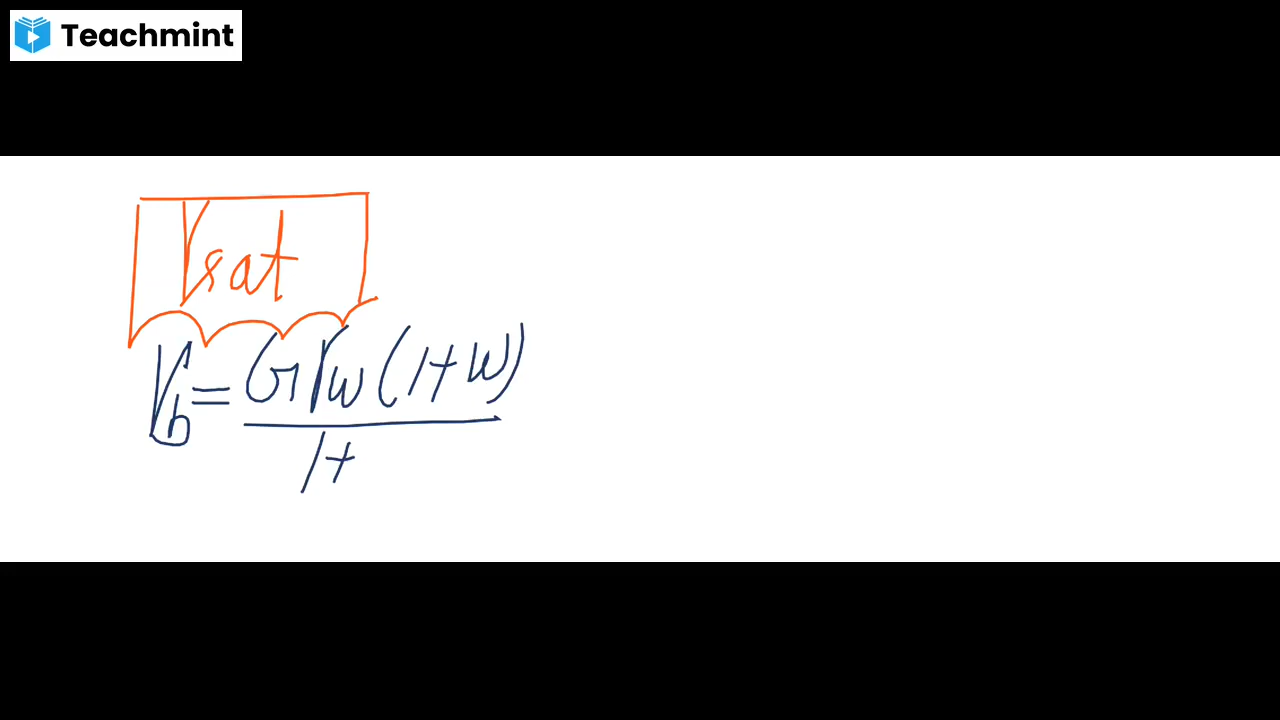 Teachmint
γsat
γb = Gγw(1+w)
1+